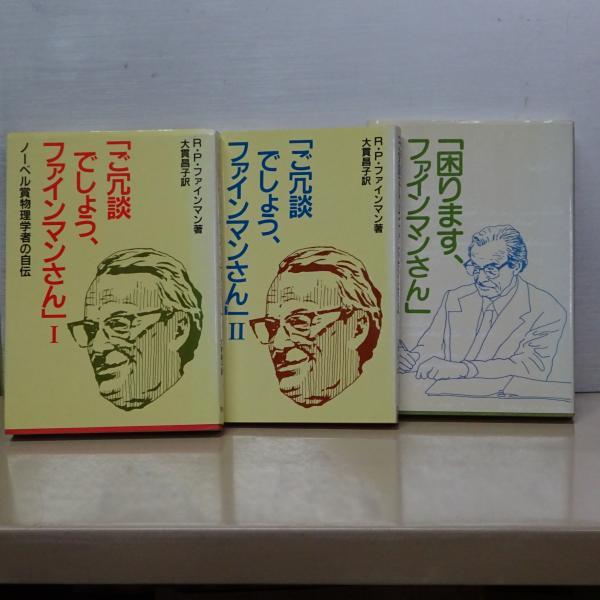 R・P・ファインマン著
大貫昌子訳
「ご冗談
でしょう、
ファインマンさん」I
ノーベル賞物理学者の自伝
R・P・ファインマン著
大貫昌子訳
「ご冗談
でしょう、
ファインマンさん」II
「困ります、
ファインマンさん」